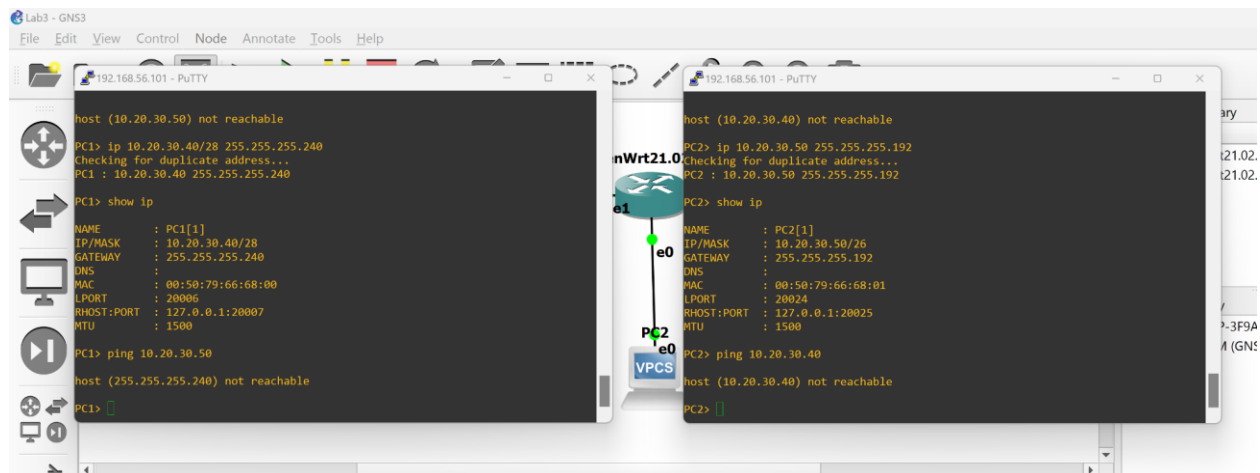 Lab3 - GNS3
File Edit View Control Node Annotate Tools Help
192.168.56.101 - PuTTY
host (10.20.30.50) not reachable
PC1> ip 10.20.30.40/28 255.255.255.240
Checking for duplicate address...
PC1 : 10.20.30.40 255.255.255.240
PC1> show ip
NAME : PC1[1]
IP/MASK : 10.20.30.40/28
GATEWAY : 255.255.255.240
DNS :
MAC : 00:50:79:66:68:00
LPORT : 20006
RHOST:PORT : 127.0.0.1:20007
MTU : 1500
PC1> ping 10.20.30.50
host (255.255.255.240) not reachable
PC1>
nWrt21.0
e1
e0
PC2
e0
VPCS
192.168.56.101 - PuTTY
host (10.20.30.40) not reachable
PC2> ip 10.20.30.50 255.255.255.192
Checking for duplicate address...
PC2 : 10.20.30.50 255.255.255.192
PC2> show ip
NAME : PC2[1]
IP/MASK : 10.20.30.50/26
GATEWAY : 255.255.255.192
DNS :
MAC : 00:50:79:66:68:01
LPORT : 20024
RHOST:PORT : 127.0.0.1:20025
MTU : 1500
PC2> ping 10.20.30.40
host (10.20.30.40) not reachable
PC2>
ary
t21.02.
t21.02.
P-3F9A
M (GNS